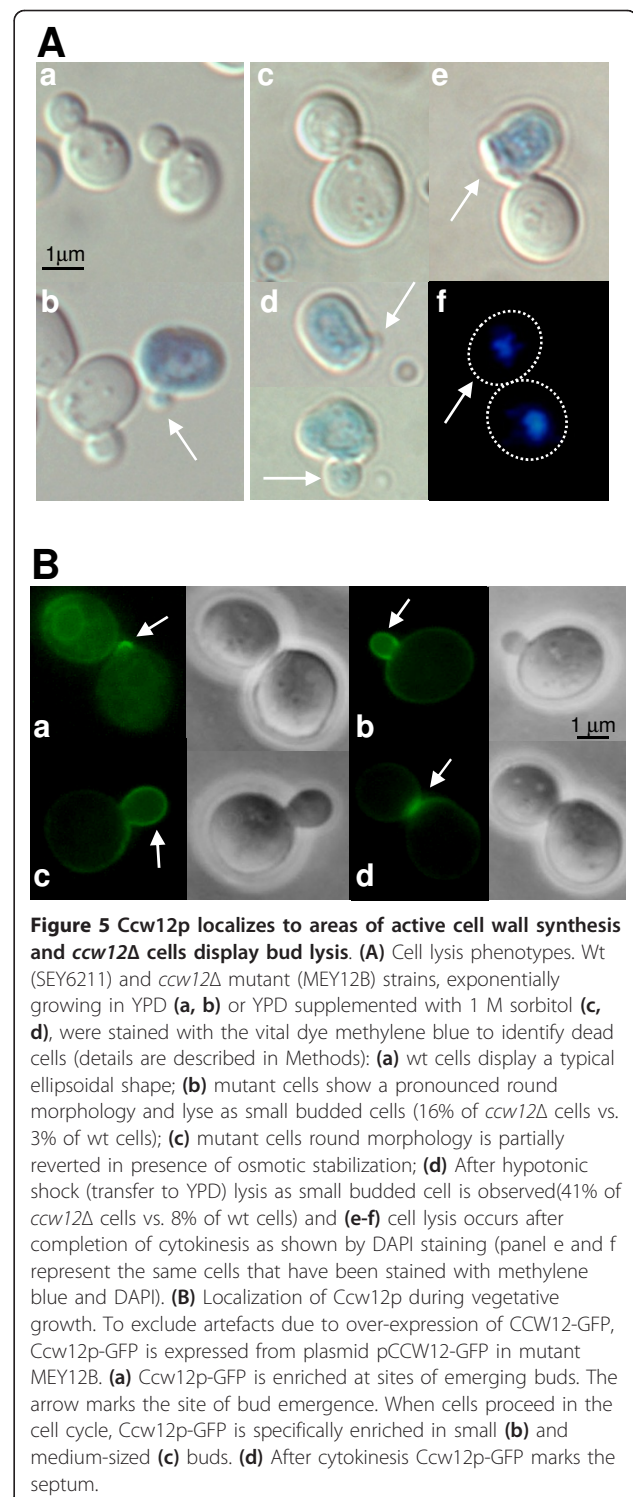 A
a
c
e
1μm
b
d
f
B
a
b
1 μm
c
d
Figure 5 Ccw12p localizes to areas of active cell wall synthesis
and ccw12Δ cells display bud lysis. (A) Cell lysis phenotypes. Wt
(SEY6211) and ccw12Δ mutant (MEY12B) strains, exponentially
growing in YPD (a, b) or YPD supplemented with 1 M sorbitol (c,
d), were stained with the vital dye methylene blue to identify dead
cells (details are described in Methods): (a) wt cells display a typical
ellipsoidal shape; (b) mutant cells show a pronounced round
morphology and lyse as small budded cells (16% of ccw12Δ cells vs.
3% of wt cells); (c) mutant cells round morphology is partially
reverted in presence of osmotic stabilization; (d) After hypotonic
shock (transfer to YPD) lysis as small budded cell is observed(41% of
ccw12Δ cells vs. 8% of wt cells) and (e-f) cell lysis occurs after
completion of cytokinesis as shown by DAPI staining (panel e and f
represent the same cells that have been stained with methylene
blue and DAPI). (B) Localization of Ccw12p during vegetative
growth. To exclude artefacts due to over-expression of CCW12-GFP,
Ccw12p-GFP is expressed from plasmid pCCW12-GFP in mutant
MEY12B. (a) Ccw12p-GFP is enriched at sites of emerging buds. The
arrow marks the site of bud emergence. When cells proceed in the
cell cycle, Ccw12p-GFP is specifically enriched in small (b) and
medium-sized (c) buds. (d) After cytokinesis Ccw12p-GFP marks the
septum.